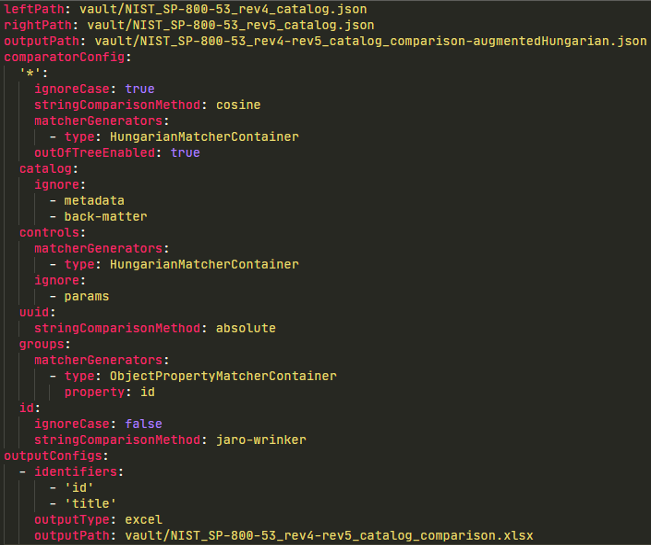 leftPath: vault/NIST_SP-800-53_rev4_catalog.json
rightPath: vault/NIST_SP-800-53_rev5_catalog.json
outputPath: vault/NIST_SP-800-53_rev4-rev5_catalog_comparison-augmentedHungarian.json
comparatorConfig:
  '*':
    ignoreCase: true
    stringComparisonMethod: cosine
    matcherGenerators:
      - type: HungarianMatcherContainer
    outOfTreeEnabled: true
  catalog:
    ignore:
      - metadata
      - back-matter
  controls:
    matcherGenerators:
      - type: HungarianMatcherContainer
    ignore:
      - params
  uuid:
    stringComparisonMethod: absolute
  groups:
    matcherGenerators:
      - type: ObjectPropertyMatcherContainer
        property: id
  id:
    ignoreCase: false
    stringComparisonMethod: jaro-wrinker
outputConfigs:
  - identifiers:
      - 'id'
      - 'title'
    outputType: excel
    outputPath: vault/NIST_SP-800-53_rev4-rev5_catalog_comparison.xlsx